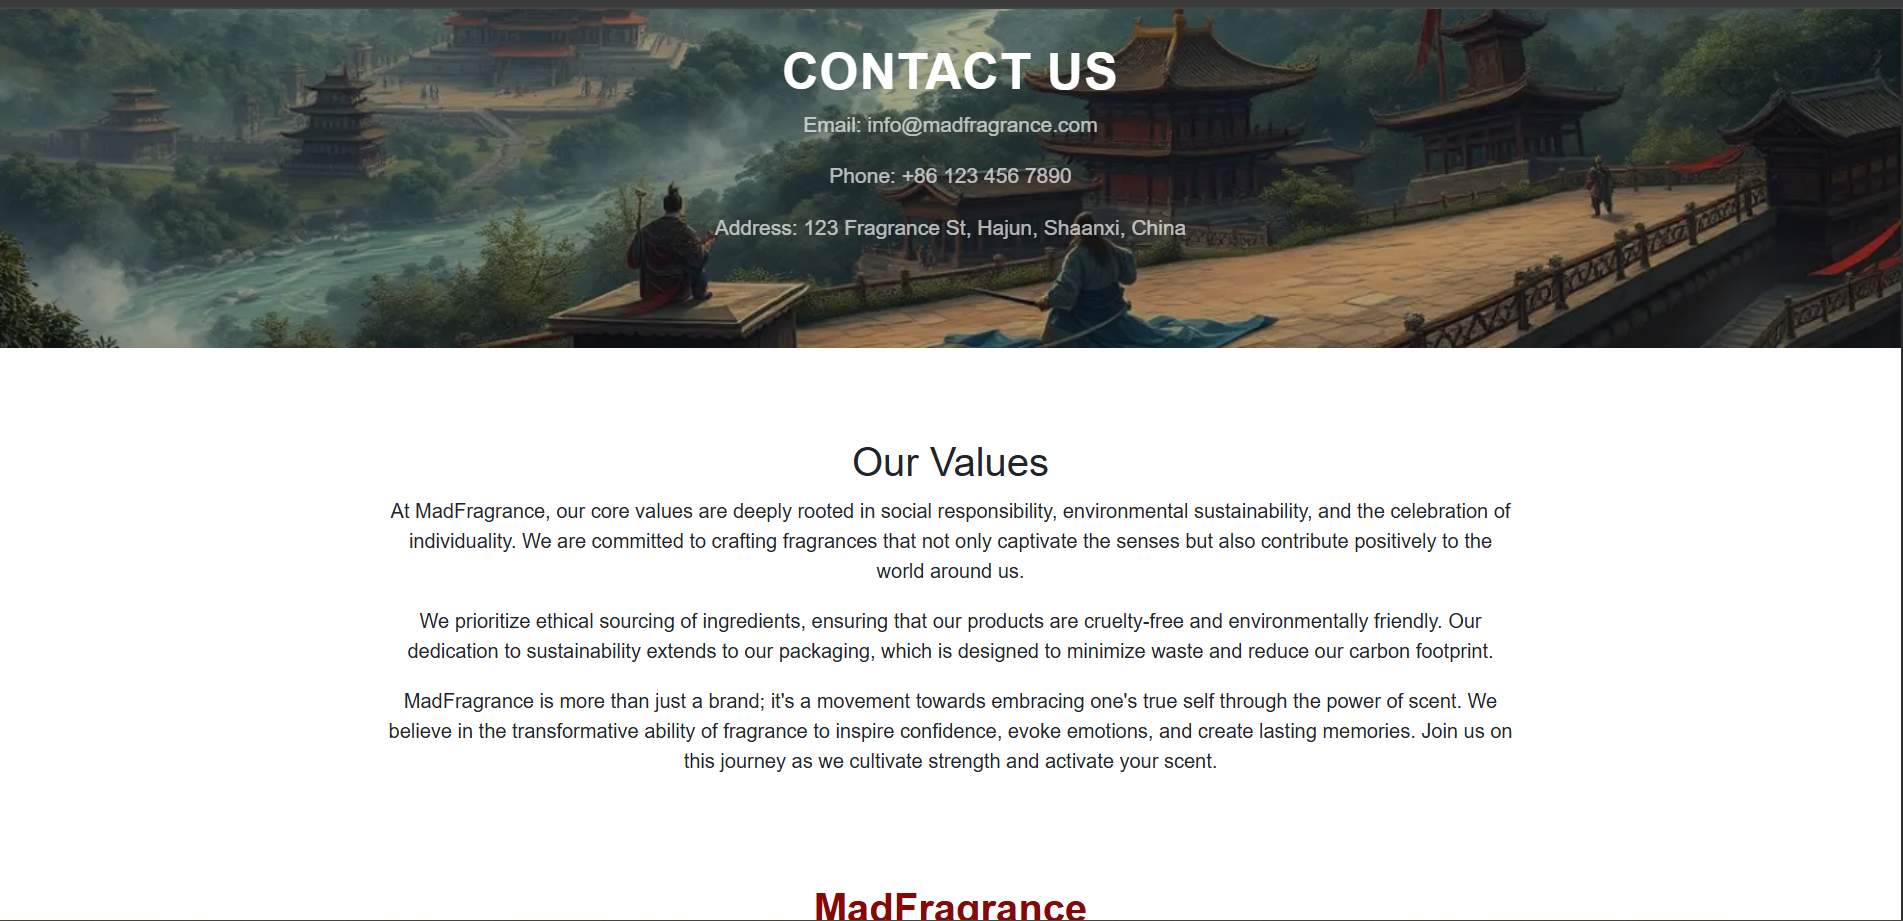 CONTACT US
Email: info@madfragrance.com
Phone: +86 123 456 7890
Address: 123 Fragrance St, Hajun, Shaanxi, China
Our Values
At MadFragrance, our core values are deeply rooted in social responsibility, environmental sustainability, and the celebration of
individuality. We are committed to crafting fragrances that not only captivate the senses but also contribute positively to the
world around us.
We prioritize ethical sourcing of ingredients, ensuring that our products are cruelty-free and environmentally friendly. Our
dedication to sustainability extends to our packaging, which is designed to minimize waste and reduce our carbon footprint.
MadFragrance is more than just a brand; it's a movement towards embracing one's true self through the power of scent. We
believe in the transformative ability of fragrance to inspire confidence, evoke emotions, and create lasting memories. Join us on
this journey as we cultivate strength and activate your scent.
MadFragrance